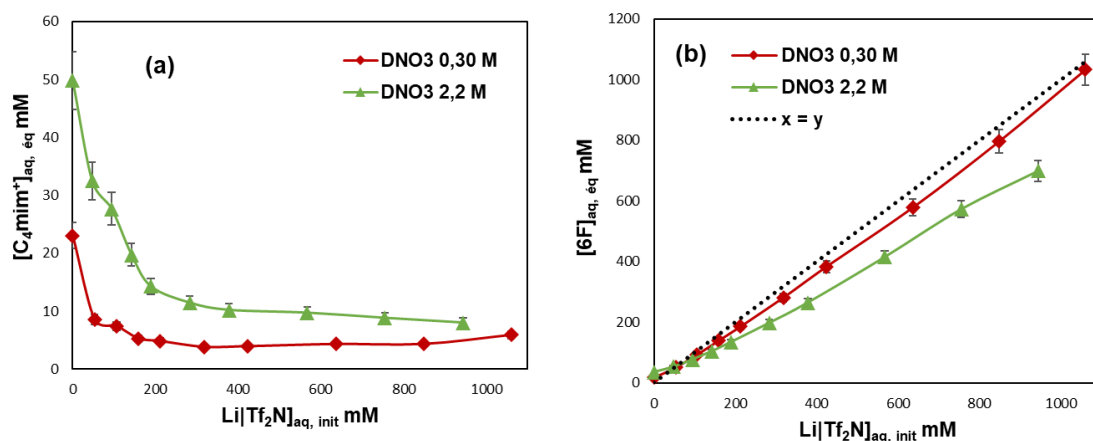 (a)
DNO3 0,30 M
DNO3 2,2 M
[C₄mim⁺]aq, éq mM
60
50
40
30
20
10
0
0 200 400 600 800 1000
Li|Tf₂N]aq, init mM
(b)
DNO3 0,30 M
DNO3 2,2 M
x = y
[6F]aq, éq mM
1200
1000
800
600
400
200
0
0 200 400 600 800 1000
Li|Tf₂N]aq, init mM